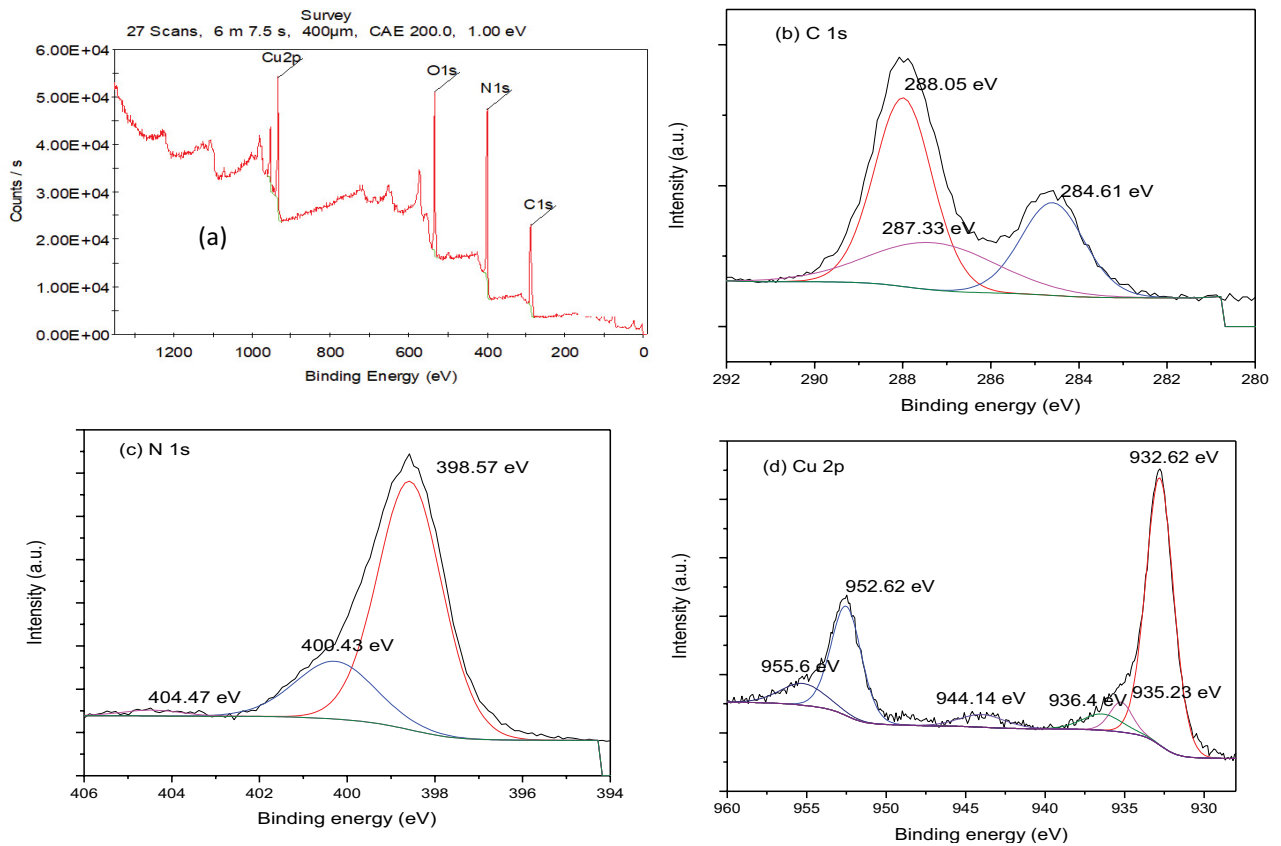 Survey
27 Scans, 6 m 7.5 s, 400µm, CAE 200.0, 1.00 eV
6.00E+04
5.00E+04
4.00E+04
3.00E+04
2.00E+04
1.00E+04
0.00E+00
Counts / s
Cu2p
O1s
N1s
C1s
(a)
1200 1000 800 600 400 200 0
Binding Energy (eV)
(b) C 1s
288.05 eV
284.61 eV
287.33 eV
Intensity (a.u.)
292 290 288 286 284 282 280
Binding energy (eV)
(c) N 1s
398.57 eV
400.43 eV
404.47 eV
Intensity (a.u.)
406 404 402 400 398 396 394
Binding energy (eV)
(d) Cu 2p
932.62 eV
952.62 eV
955.6 eV
944.14 eV
936.4 eV
935.23 eV
Intensity (a.u.)
960 955 950 945 940 935 930
Binding energy (eV)